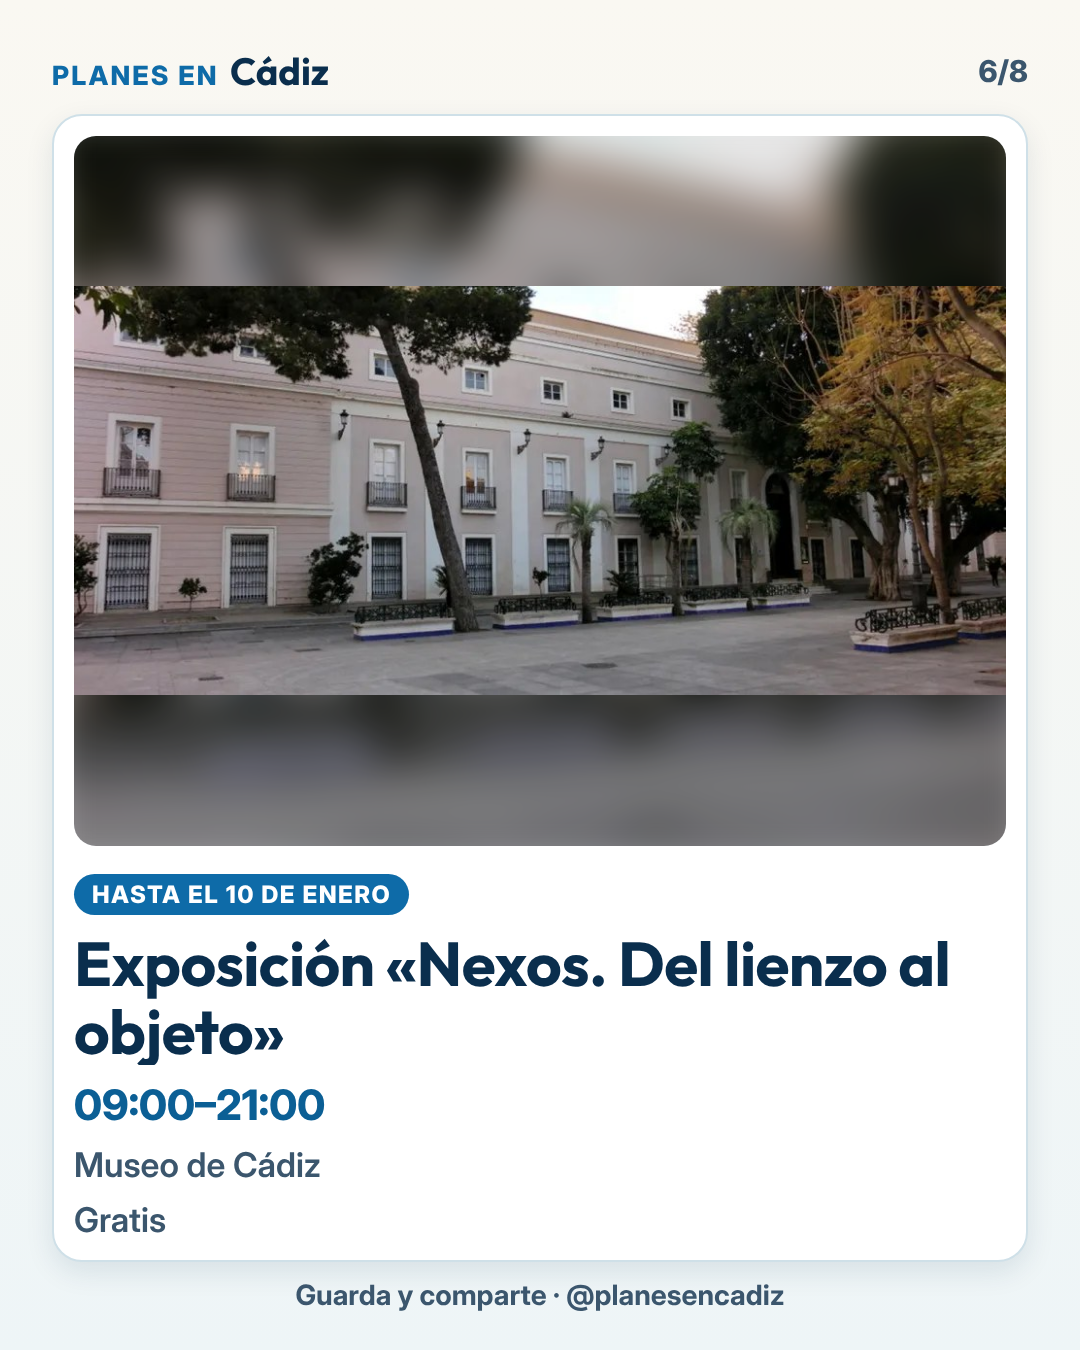 PLANES EN Cádiz
6/8
HASTA EL 10 DE ENERO
Exposición «Nexos. Del lienzo al
objeto»
09:00–21:00
Museo de Cádiz
Gratis
Guarda y comparte · @planesencadiz